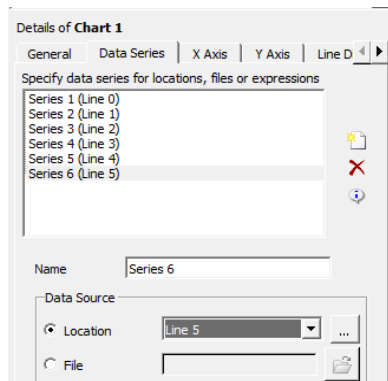 Details of Chart 1
General Data Series X Axis Y Axis Line D
Specify data series for locations, files or expressions
Series 1 (Line 0)
Series 2 (Line 1)
Series 3 (Line 2)
Series 4 (Line 3)
Series 5 (Line 4)
Series 6 (Line 5)
Name Series 6
Data Source
Location Line 5 ...
File